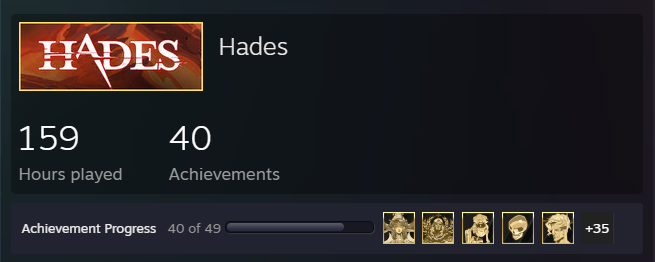 HADES
Hades
159
40
Hours played
Achievements
Achievement Progress 40 of 49
+35